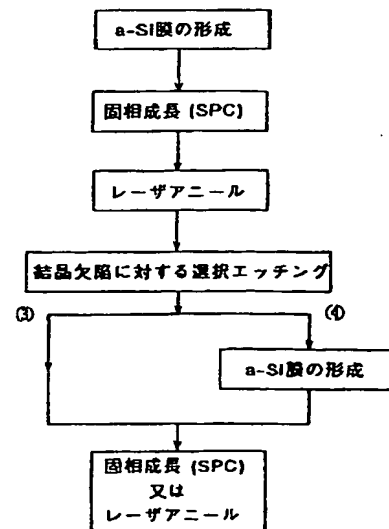 a-Si膜の形成
固相成長 (SPC)
レーザアニール
結晶欠陥に対する選択エッチング
③
④
a-Si膜の形成
固相成長 (SPC)
又は
レーザアニール